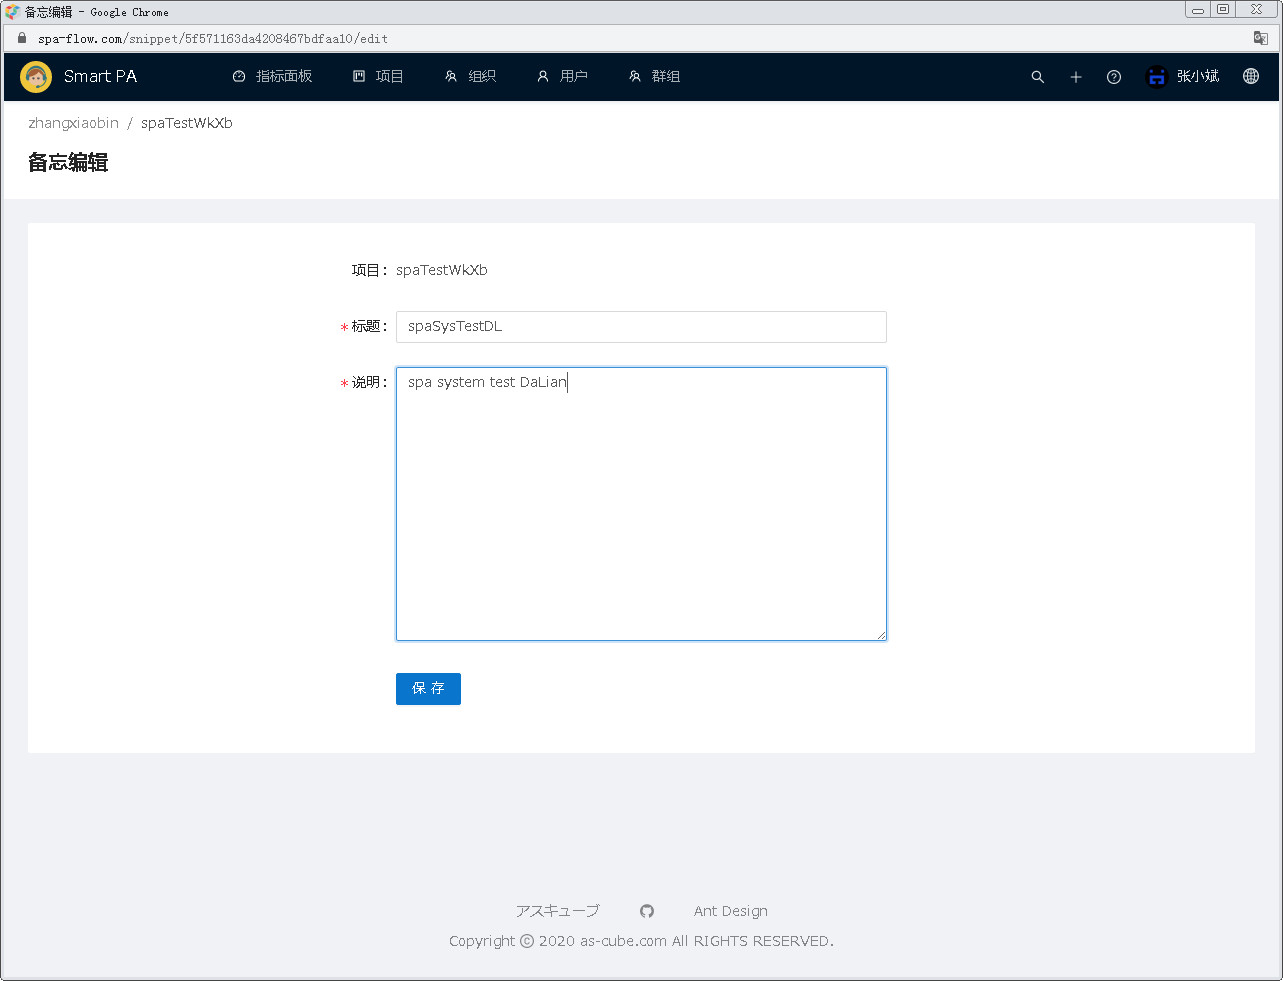 备忘编辑 - Google Chrome
spa-flow.com/snippet/5f571163da4208467bdfaa10/edit
Smart PA 指标面板 项目 组织 用户 群组 张小斌
zhangxiaobin / spaTestWkXb
备忘编辑
项目: spaTestWkXb
* 标题: spaSysTestDL
* 说明: spa system test DaLian
保 存
アスキューブ Ant Design
Copyright © 2020 as-cube.com All RIGHTS RESERVED.